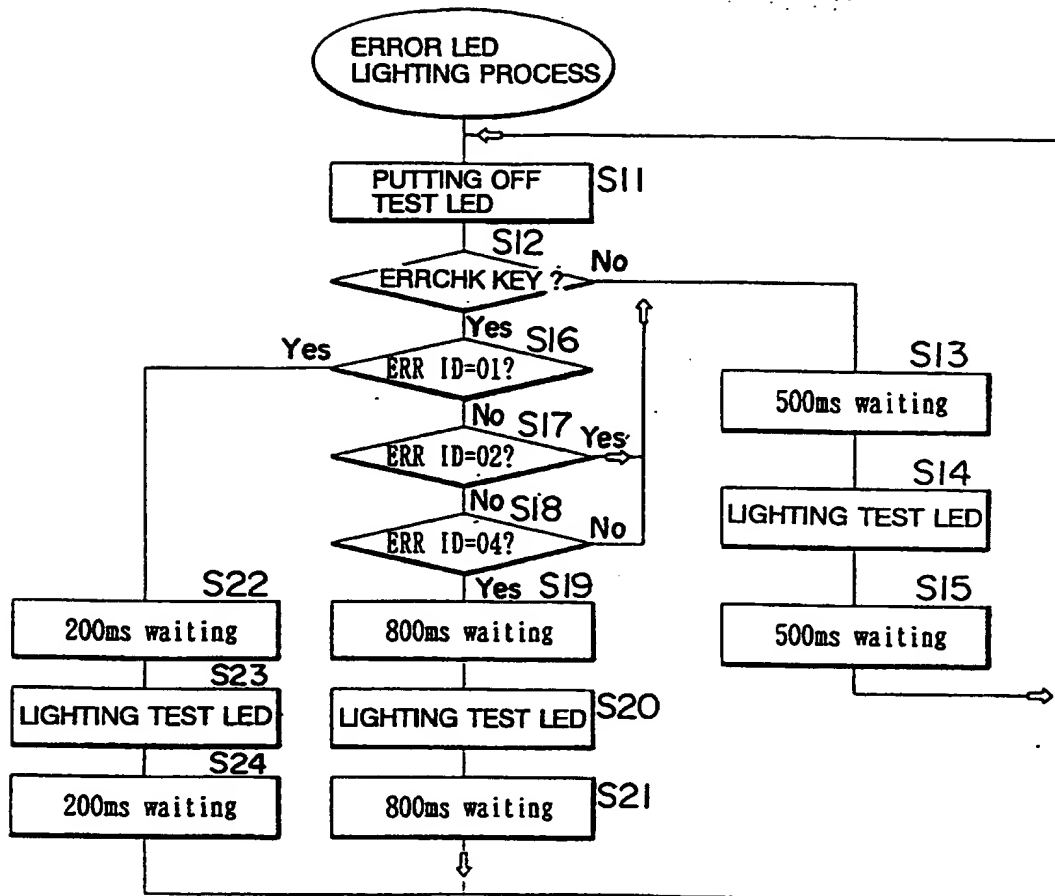 ERROR LED
LIGHTING PROCESS
PUTTING OFF
TEST LED
S11
S12
ERRCHK KEY ?
No
Yes
S16
Yes
ERR ID=01?
No
S17
ERR ID=02?
Yes
No
S18
ERR ID=04?
No
Yes
S13
500ms waiting
S14
LIGHTING TEST LED
S15
500ms waiting
S22
200ms waiting
S23
LIGHTING TEST LED
S24
200ms waiting
S19
800ms waiting
LIGHTING TEST LED
S20
800ms waiting
S21